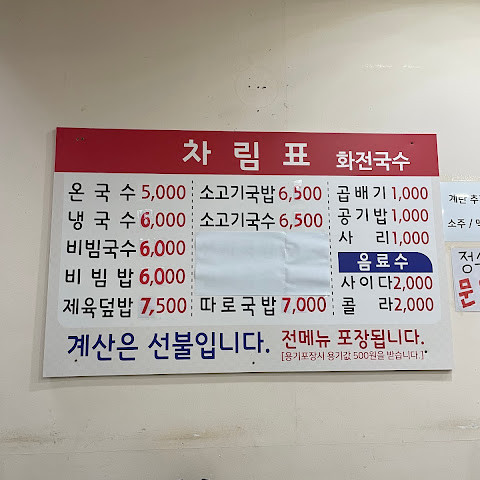 차림표 화전국수
온국수 5,000
냉국수 6,000
비빔국수 6,000
비빔밥 6,000
제육덮밥 7,500
소고기국밥 6,500
소고기국수 6,500
따로국밥 7,000
곱배기 1,000
공기밥 1,000
사리 1,000
음료수
사이다 2,000
콜라 2,000
계산은 선불입니다. 전메뉴 포장됩니다.
[용기포장시 용기값 500원을 받습니다.]
계란
소주 /